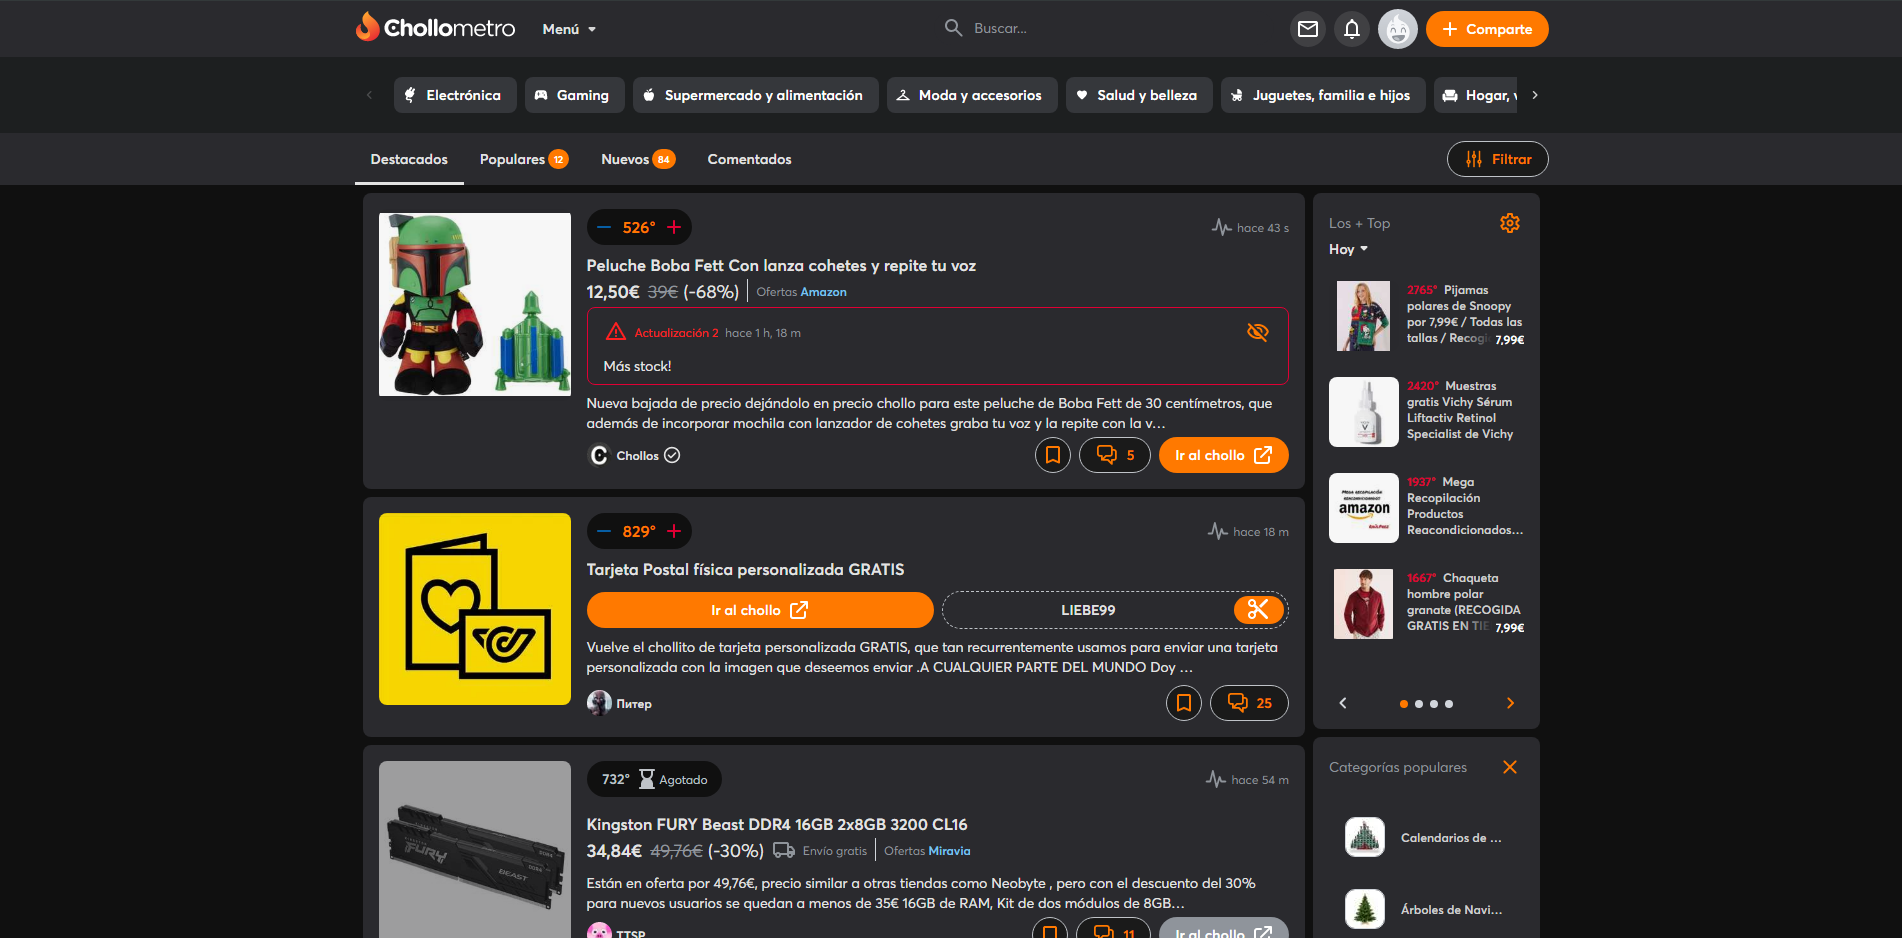 Chollometro
Menú
Buscar...
Comparte
Electrónica
Gaming
Supermercado y alimentación
Moda y accesorios
Salud y belleza
Juguetes, familia e hijos
Hogar,
Destacados
Populares 12
Nuevos 84
Comentados
Filtrar
526°
hace 43 s
Peluche Boba Fett Con lanza cohetes y repite tu voz
12,50€ 39€ (-68%) Ofertas Amazon
Actualización 2 hace 1 h, 18 m
Más stock!
Nueva bajada de precio dejándolo en precio chollo para este peluche de Boba Fett de 30 centímetros, que
además de incorporar mochila con lanzador de cohetes graba tu voz y la repite con la v...
Chollos
5
Ir al chollo
829°
hace 18 m
Tarjeta Postal física personalizada GRATIS
Ir al chollo
LIEBE99
Vuelve el chollito de tarjeta personalizada GRATIS, que tan recurrentemente usamos para enviar una tarjeta
personalizada con la imagen que deseemos enviar .A CUALQUIER PARTE DEL MUNDO Doy ...
Питер
25
732° Agotado
hace 54 m
FURY
BEAST
Kingston FURY Beast DDR4 16GB 2x8GB 3200 CL16
34,84€ 49,76€ (-30%) Envío gratis Ofertas Miravia
Están en oferta por 49,76€, precio similar a otras tiendas como Neobyte , pero con el descuento del 30%
para nuevos usuarios se quedan a menos de 35€ 16GB de RAM, Kit de dos módulos de 8GB...
TTSP
11
Ir al chollo
Los + Top
Hoy
2765° Pijamas
polares de Snoopy
por 7,99€ / Todas las
tallas / Recogi 7,99€
2420° Muestras
gratis Vichy Sérum
Liftactiv Retinol
Specialist de Vichy
amazon
1937° Mega
Recopilación
Productos
Reacondicionados...
1667° Chaqueta
hombre polar
granate (RECOGIDA
GRATIS EN TIE 7,99€
Categorías populares
Calendarios de ...
Árboles de Navi...